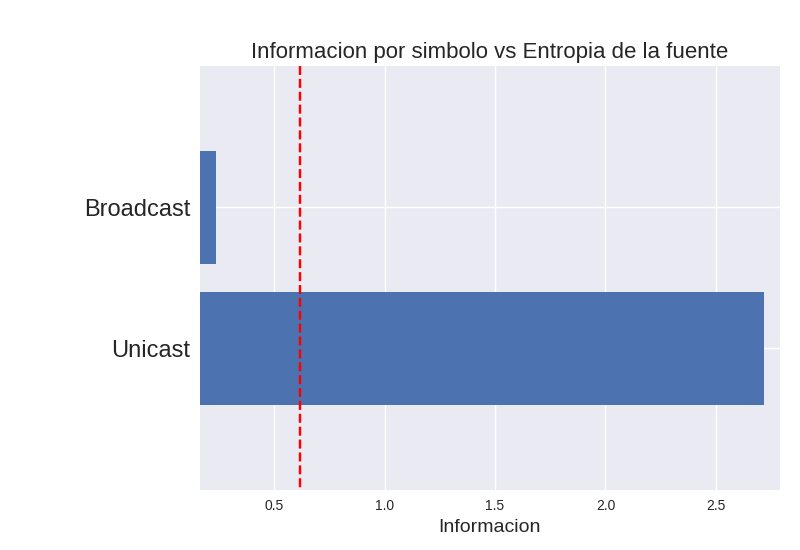 Informacion por simbolo vs Entropia de la fuente
Broadcast
Unicast
0.5 1.0 1.5 2.0 2.5
Informacion